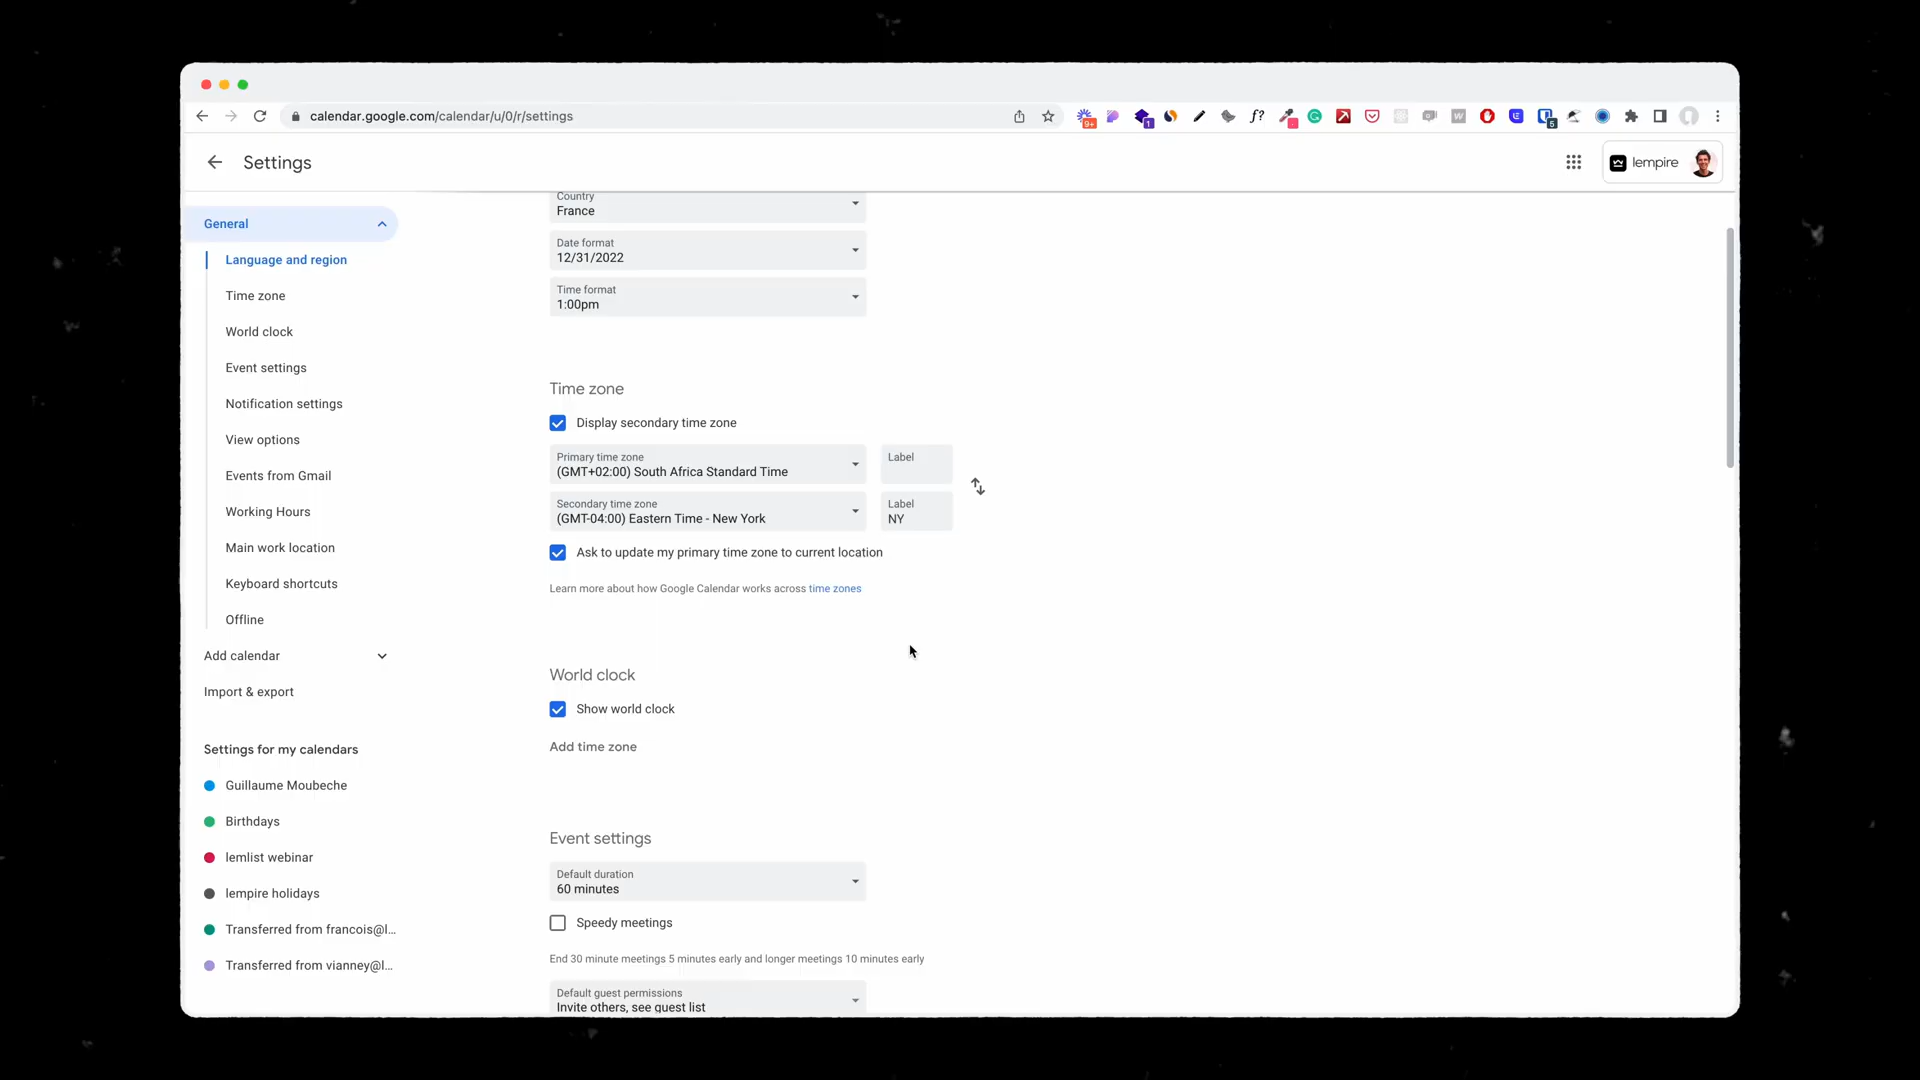 calendar.google.com/calendar/u/0/r/settings
f?
9+
1
5
Settings
lempire
General
Language and region
Time zone
World clock
Event settings
Notification settings
View options
Events from Gmail
Working Hours
Main work location
Keyboard shortcuts
Offline
Add calendar
Import & export
Settings for my calendars
Guillaume Moubeche
Birthdays
lemlist webinar
lempire holidays
Transferred from francois@l...
Transferred from vianney@l...
Country
France
Date format
12/31/2022
Time format
1:00pm
Time zone
Display secondary time zone
Primary time zone
(GMT+02:00) South Africa Standard Time
Label
Secondary time zone
(GMT-04:00) Eastern Time - New York
Label
NY
Ask to update my primary time zone to current location
Learn more about how Google Calendar works across time zones
World clock
Show world clock
Add time zone
Event settings
Default duration
60 minutes
Speedy meetings
End 30 minute meetings 5 minutes early and longer meetings 10 minutes early
Default guest permissions
Invite others, see guest list